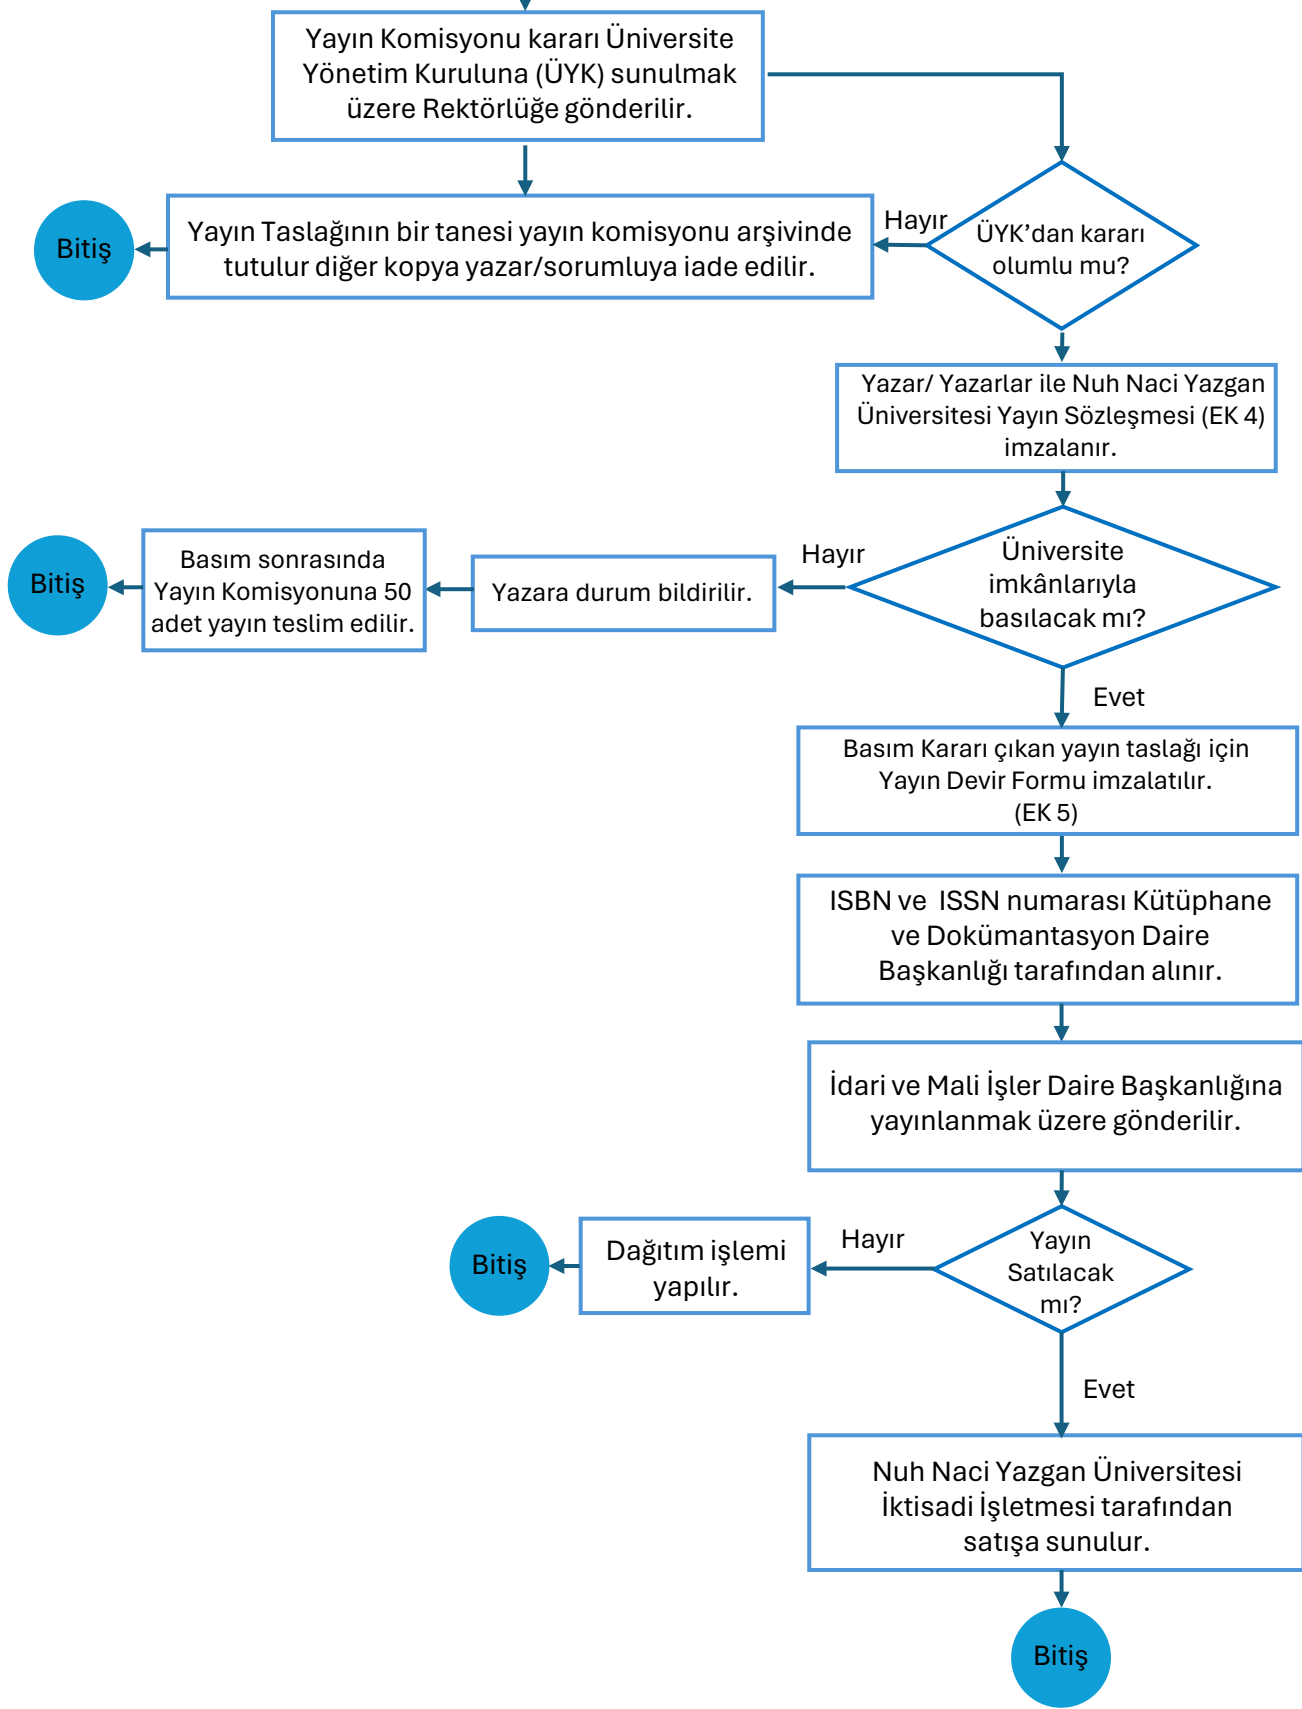 Yayın Komisyonu kararı Üniversite
Yönetim Kuruluna (ÜYK) sunulmak
üzere Rektörlüğe gönderilir.
Bitiş
Yayın Taslağının bir tanesi yayın komisyonu arşivinde
tutulur diğer kopya yazar/sorumluya iade edilir.
Hayır
ÜYK’dan kararı
olumlu mu?
Yazar/ Yazarlar ile Nuh Naci Yazgan
Üniversitesi Yayın Sözleşmesi (EK 4)
imzalanır.
Bitiş
Basım sonrasında
Yayın Komisyonuna 50
adet yayın teslim edilir.
Yazara durum bildirilir.
Hayır
Üniversite
imkânlarıyla
basılacak mı?
Evet
Basım Kararı çıkan yayın taslağı için
Yayın Devir Formu imzalatılır.
(EK 5)
ISBN ve  ISSN numarası Kütüphane
ve Dokümantasyon Daire
Başkanlığı tarafından alınır.
İdari ve Mali İşler Daire Başkanlığına
yayınlanmak üzere gönderilir.
Bitiş
Dağıtım işlemi
yapılır.
Hayır
Yayın
Satılacak
mı?
Evet
Nuh Naci Yazgan Üniversitesi
İktisadi İşletmesi tarafından
satışa sunulur.
Bitiş